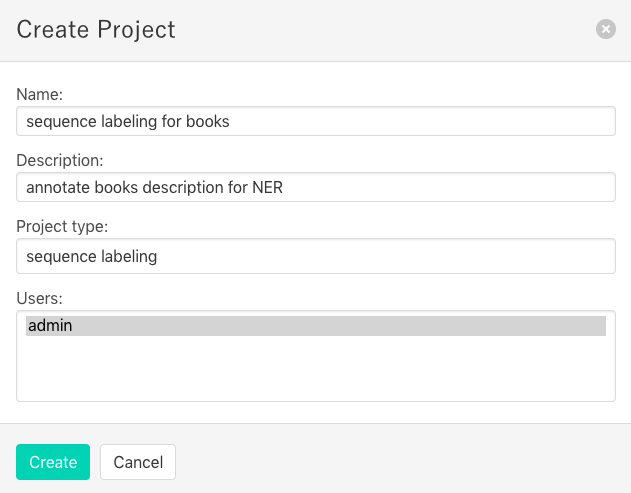 Create Project
Name:
sequence labeling for books
Description:
annotate books description for NER
Project type:
sequence labeling
Users:
admin
Create Cancel